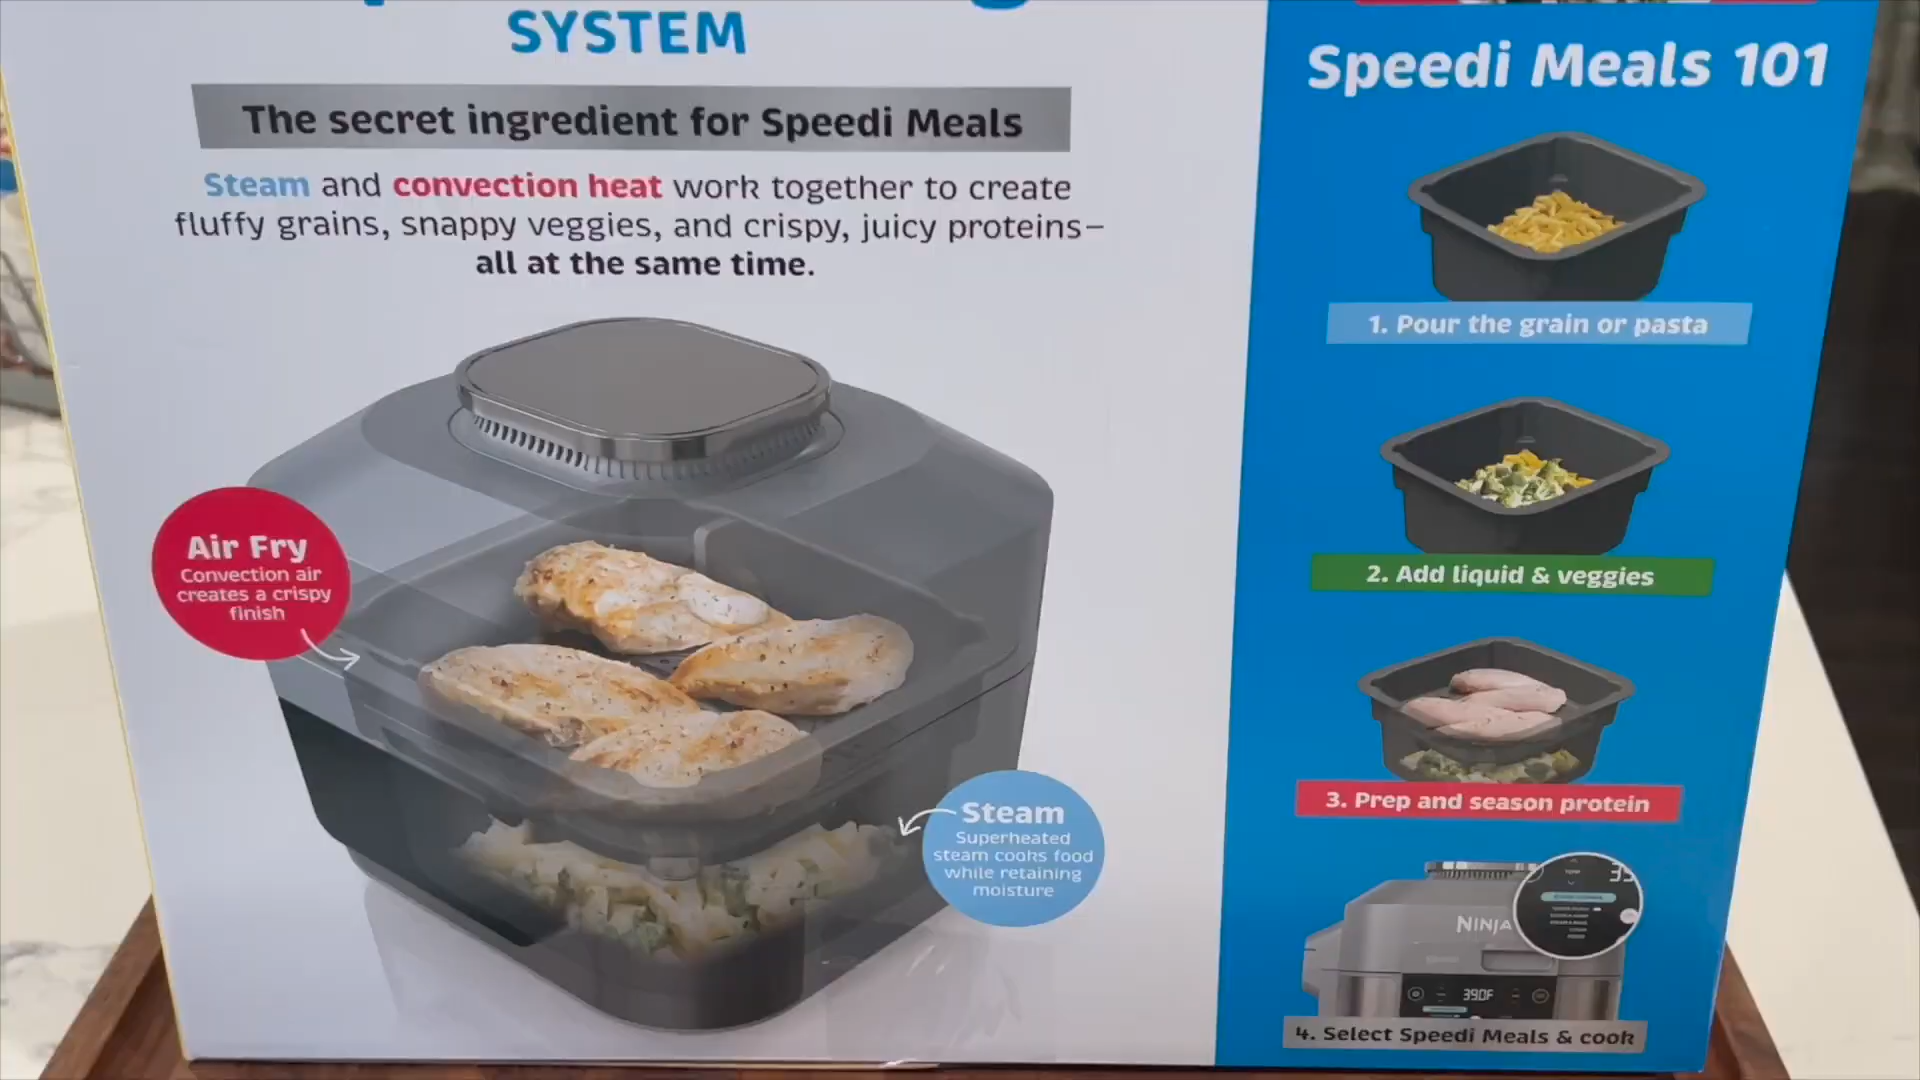 SYSTEM
The secret ingredient for Speedi Meals
Steam and convection heat work together to create
fluffy grains, snappy veggies, and crispy, juicy proteins–
all at the same time.
Air Fry
Convection air
creates a crispy
finish
Steam
Superheated
steam cooks food
while retaining
moisture
Speedi Meals 101
1. Pour the grain or pasta
2. Add liquid & veggies
3. Prep and season protein
NINJA
390F
4. Select Speedi Meals & cook